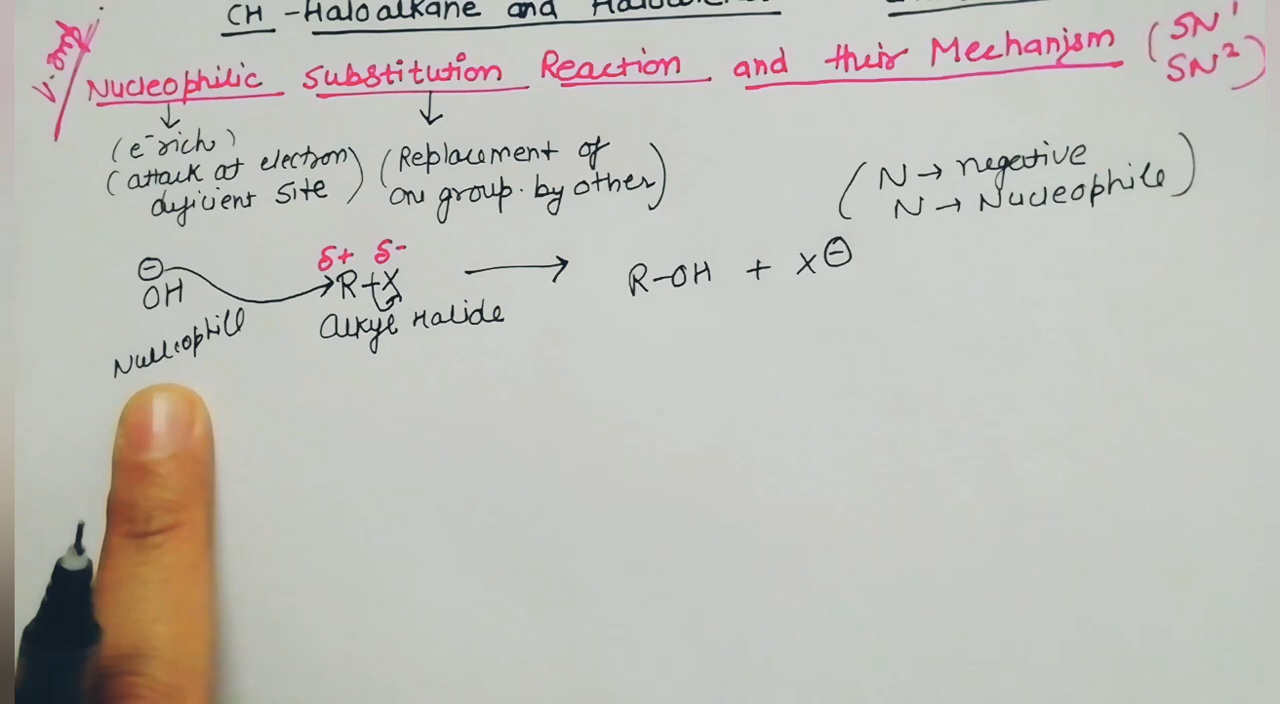 CH - Haloalkane and
V. Imp
Nucleophilic Substitution Reaction and their Mechanism (SN¹
SN²)
(e⁻ rich)
(attack at electron
deficient site)
(Replacement of
one group. by other)
(N → negative
N → Nucleophile)
δ+ δ-
⊖
OH R-X ⟶ R-OH + X⊖
Nucleophile
Alkyl Halide